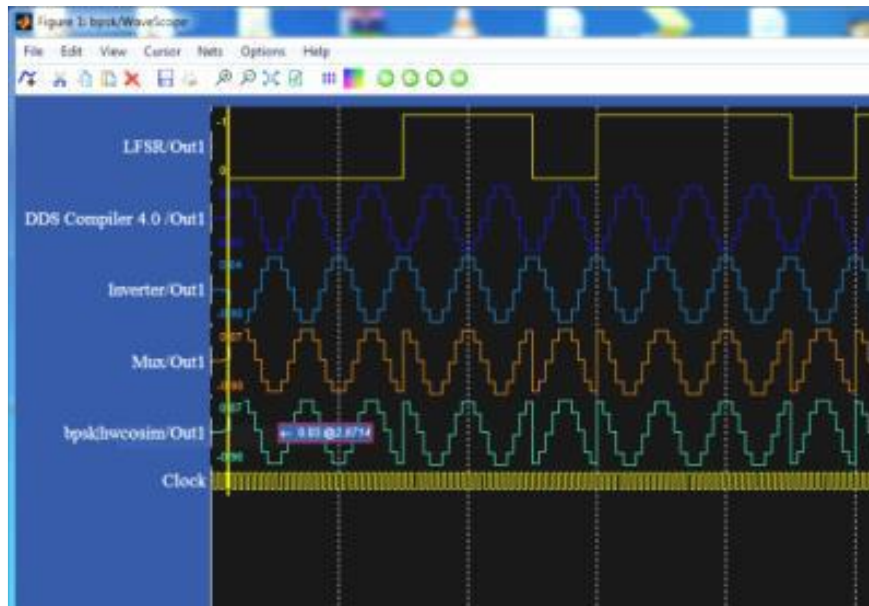 Figure 1: bpsk/WaveScope
File Edit View Cursor Nets Options Help
LFSR/Out1
DDS Compiler 4.0 /Out1
Inverter/Out1
Mux/Out1
bpsk|hwcosim/Out1
Clock